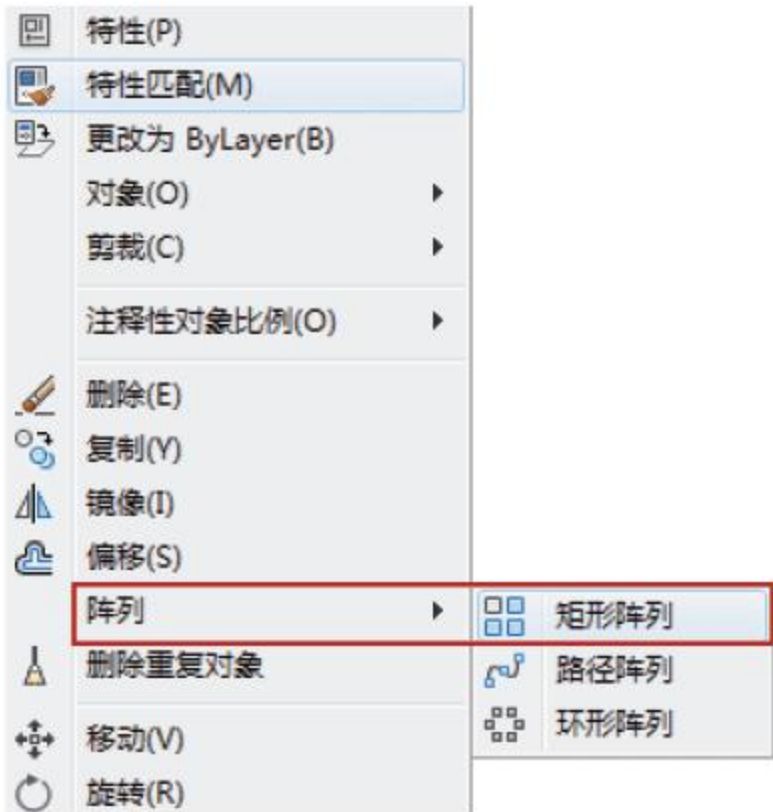 特性(P)
特性匹配(M)
更改为 ByLayer(B)
对象(O)
剪裁(C)
注释性对象比例(O)
删除(E)
复制(Y)
镜像(I)
偏移(S)
阵列
矩形阵列
删除重复对象
路径阵列
环形阵列
移动(V)
旋转(R)